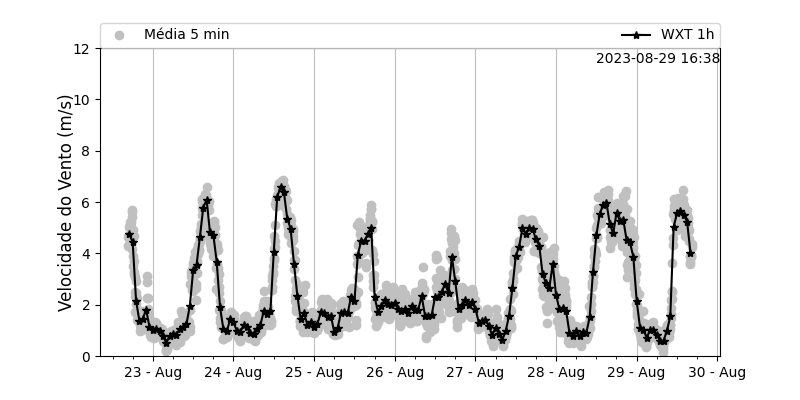 Média 5 min
WXT 1h
2023-08-29 16:38
Velocidade do Vento (m/s)
12
10
8
6
4
2
0
23 - Aug
24 - Aug
25 - Aug
26 - Aug
27 - Aug
28 - Aug
29 - Aug
30 - Aug